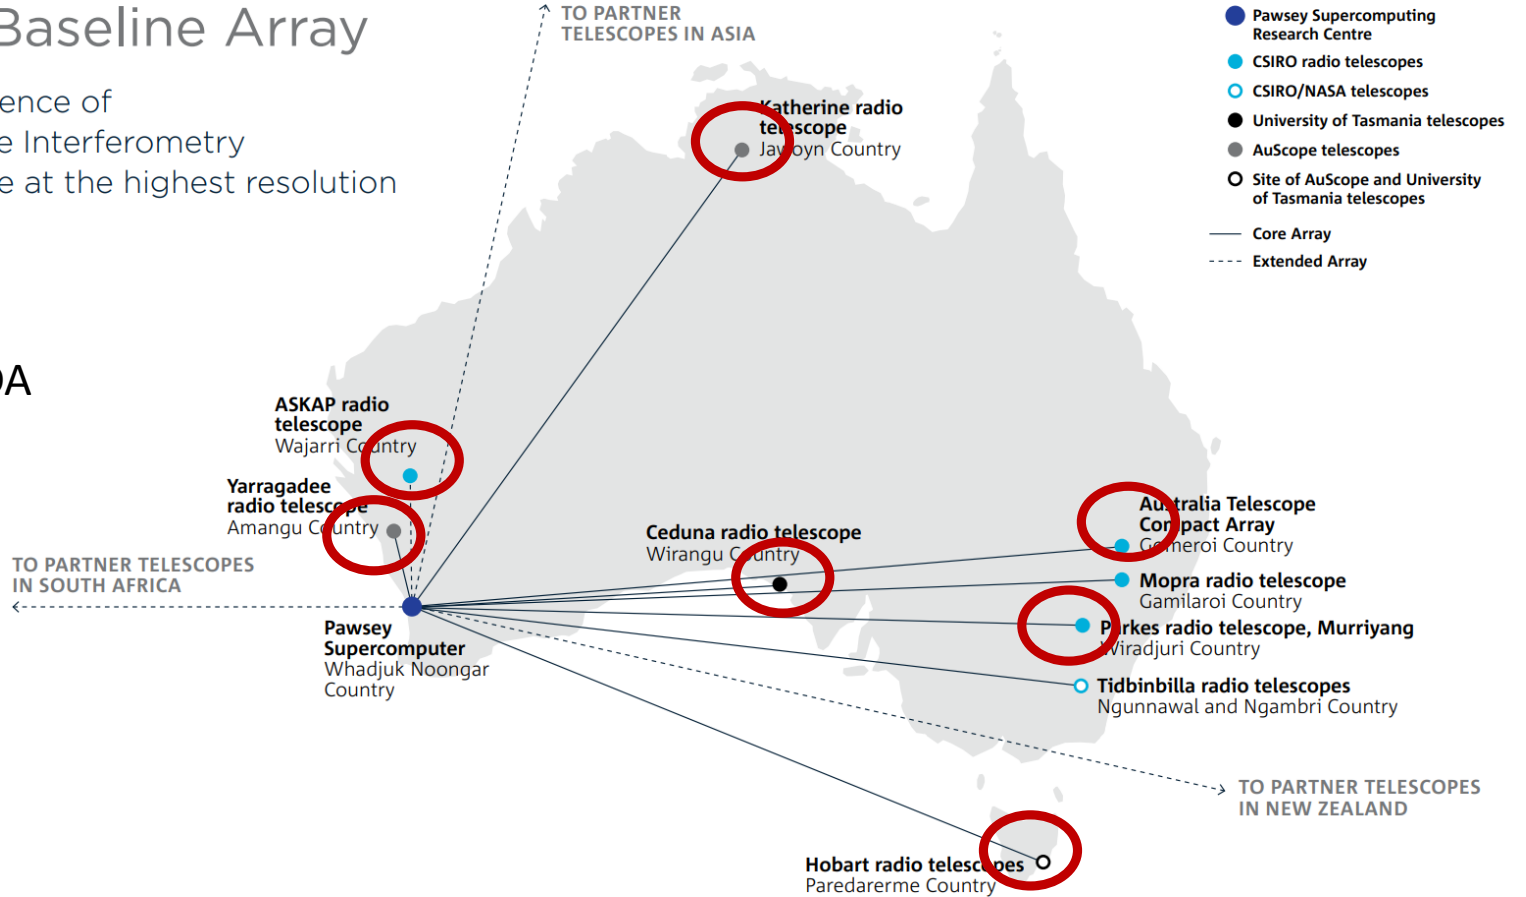 Baseline Array
ence of
e Interferometry
e at the highest resolution
OA
TO PARTNER
TELESCOPES IN ASIA
Pawsey Supercomputing
Research Centre
CSIRO radio telescopes
CSIRO/NASA telescopes
University of Tasmania telescopes
AuScope telescopes
Site of AuScope and University
of Tasmania telescopes
Core Array
Extended Array
Katherine radio
telescope
Jawoyn Country
ASKAP radio
telescope
Wajarri Country
Yarragadee
radio telescope
Amangu Country
TO PARTNER TELESCOPES
IN SOUTH AFRICA
Pawsey
Supercomputer
Whadjuk Noongar
Country
Ceduna radio telescope
Wirangu Country
Australia Telescope
Compact Array
Gomeroi Country
Mopra radio telescope
Gamilaroi Country
Parkes radio telescope, Murriyang
Wiradjuri Country
Tidbinbilla radio telescopes
Ngunnawal and Ngambri Country
TO PARTNER TELESCOPES
IN NEW ZEALAND
Hobart radio telescopes
Paredarerme Country